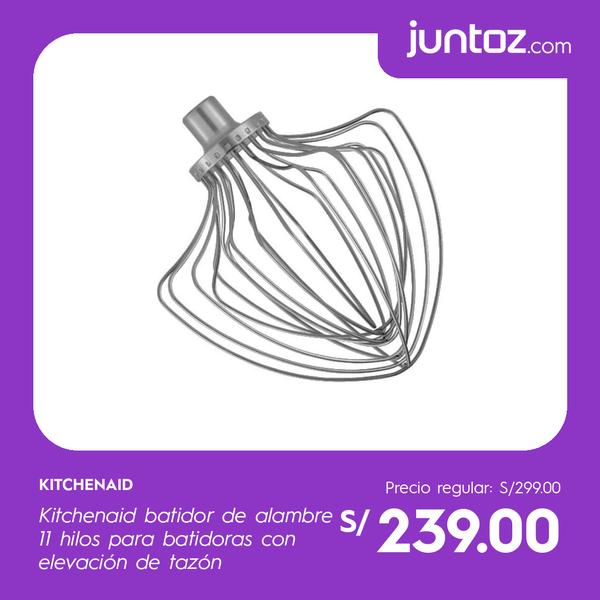 juntoz.com
KITCHENAID
Kitchenaid batidor de alambre
11 hilos para batidoras con
elevación de tazón
Precio regular: S/299.00
S/ 239.00